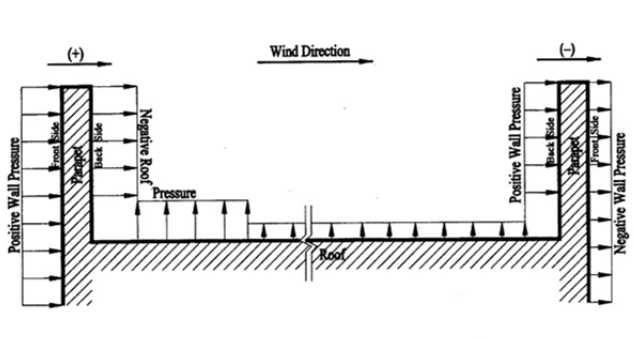 (+)
Wind Direction
(–)
Positive Wall Pressure
Front Side
Parapet
Back Side
Negative Roof
Pressure
Roof
Positive Wall Pressure
Back Side
Parapet
Front Side
Negative Wall Pressure